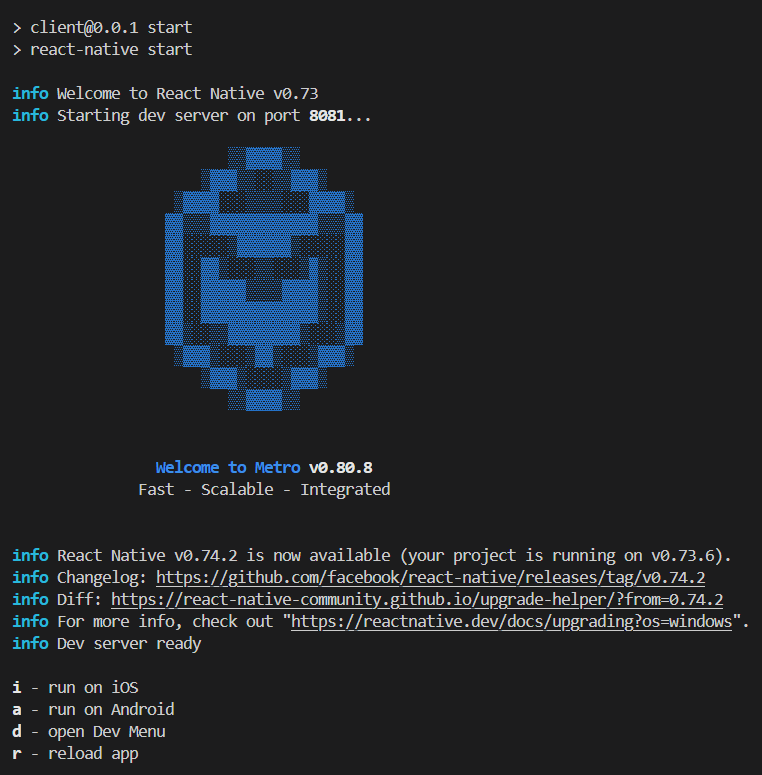 > client@0.0.1 start
> react-native start
info Welcome to React Native v0.73
info Starting dev server on port 8081...
Welcome to Metro v0.80.8
Fast - Scalable - Integrated
info React Native v0.74.2 is now available (your project is running on v0.73.6).
info Changelog: https://github.com/facebook/react-native/releases/tag/v0.74.2
info Diff: https://react-native-community.github.io/upgrade-helper/?from=0.74.2
info For more info, check out "https://reactnative.dev/docs/upgrading?os=windows".
info Dev server ready
i - run on iOS
a - run on Android
d - open Dev Menu
r - reload app